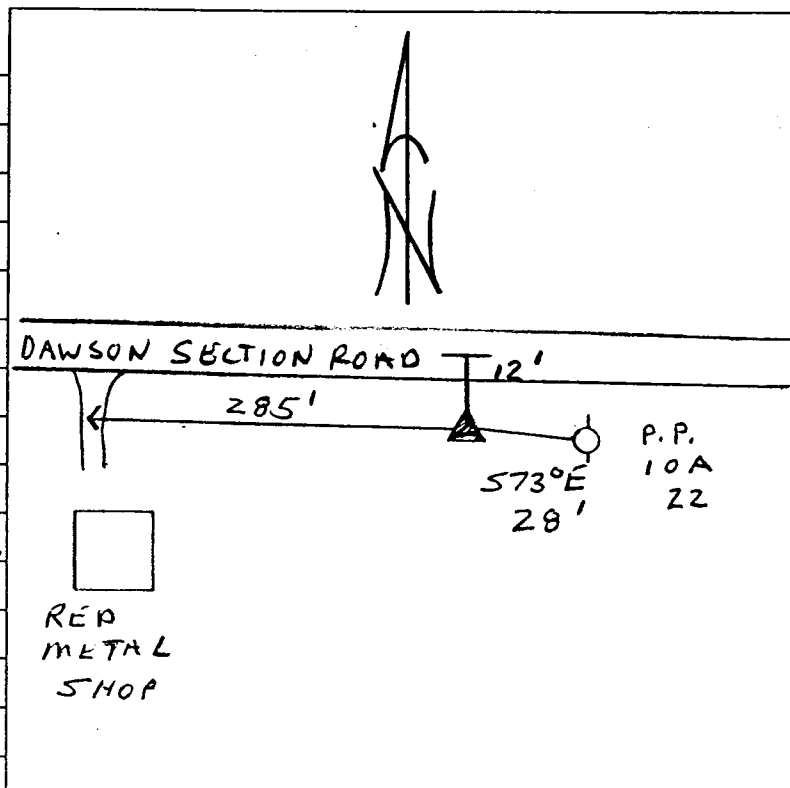 DAWSON SECTION ROAD
12'
285'
P.P.
10A
22
S73°E
28'
RED
METAL
SHOP